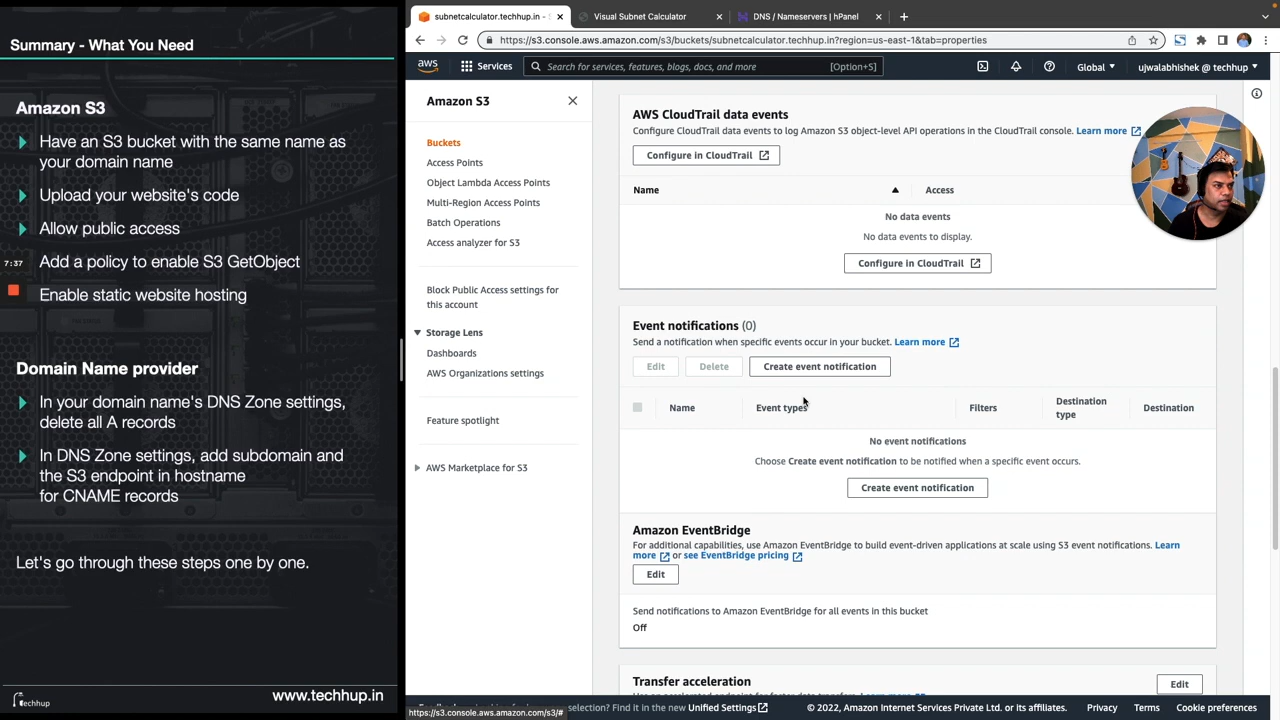 Summary - What You Need
Amazon S3
Have an S3 bucket with the same name as
your domain name
Upload your website's code
Allow public access
7:37
Add a policy to enable S3 GetObject
Enable static website hosting
Domain Name provider
In your domain name's DNS Zone settings,
delete all A records
In DNS Zone settings, add subdomain and
the S3 endpoint in hostname
for CNAME records
Let's go through these steps one by one.
Techhup
www.techhup.in
subnetcalculator.techhup.in -
Visual Subnet Calculator
DNS / Nameservers | hPanel
https://s3.console.aws.amazon.com/s3/buckets/subnetcalculator.techhup.in?region=us-east-1&tab=properties
aws
Services
Search for services, features, blogs, docs, and more
[Option+S]
Global
ujwalabhishek @ techhup
Amazon S3
Buckets
Access Points
Object Lambda Access Points
Multi-Region Access Points
Batch Operations
Access analyzer for S3
Block Public Access settings for
this account
Storage Lens
Dashboards
AWS Organizations settings
Feature spotlight
AWS Marketplace for S3
AWS CloudTrail data events
Configure CloudTrail data events to log Amazon S3 object-level API operations in the CloudTrail console. Learn more
Configure in CloudTrail
Name
Access
No data events
No data events to display.
Configure in CloudTrail
Event notifications (0)
Send a notification when specific events occur in your bucket. Learn more
Edit
Delete
Create event notification
Name
Event types
Filters
Destination
type
Destination
No event notifications
Choose Create event notification to be notified when a specific event occurs.
Create event notification
Amazon EventBridge
For additional capabilities, use Amazon EventBridge to build event-driven applications at scale using S3 event notifications. Learn
more or see EventBridge pricing
Edit
Send notifications to Amazon EventBridge for all events in this bucket
Off
Transfer acceleration
Edit
selection? Find it in the new Unified Settings
© 2022, Amazon Internet Services Private Ltd. or its affiliates.
Privacy
Terms
Cookie preferences
https://s3.console.aws.amazon.com/s3/#